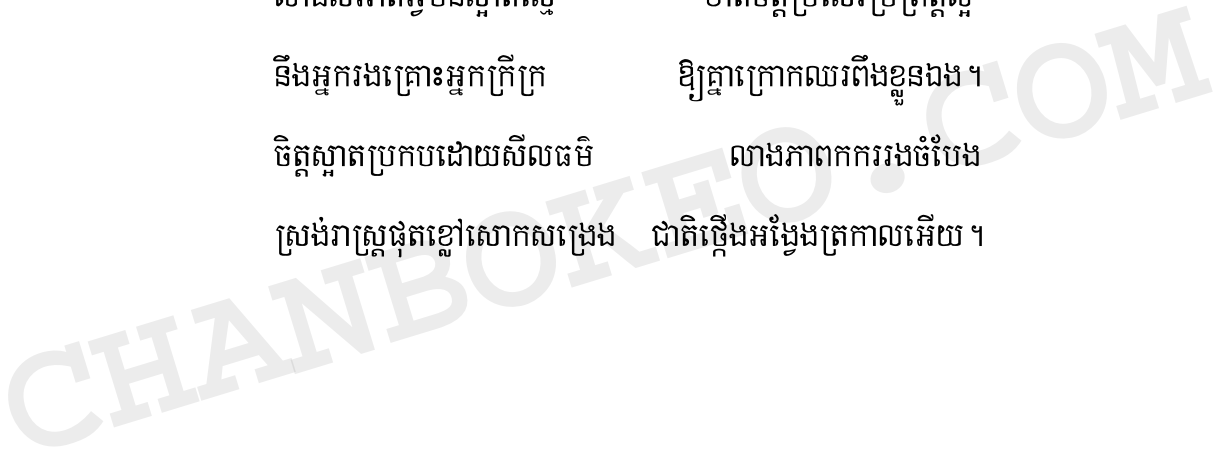 នឹងអ្នករងគ្រោះអ្នកក្រីក្រ ឱ្យគ្នាក្រោកឈរពឹងខ្លួនឯង។
ចិត្តស្អាតប្រកបដោយសីលធម៌ លាងភាពកករងចំបែង
ស្រង់រាស្ត្រផុតខ្លៅសោកសង្រេង ជាតិថ្កើងអង្វែងត្រកាលអើយ។
CHANBOKEO.COM